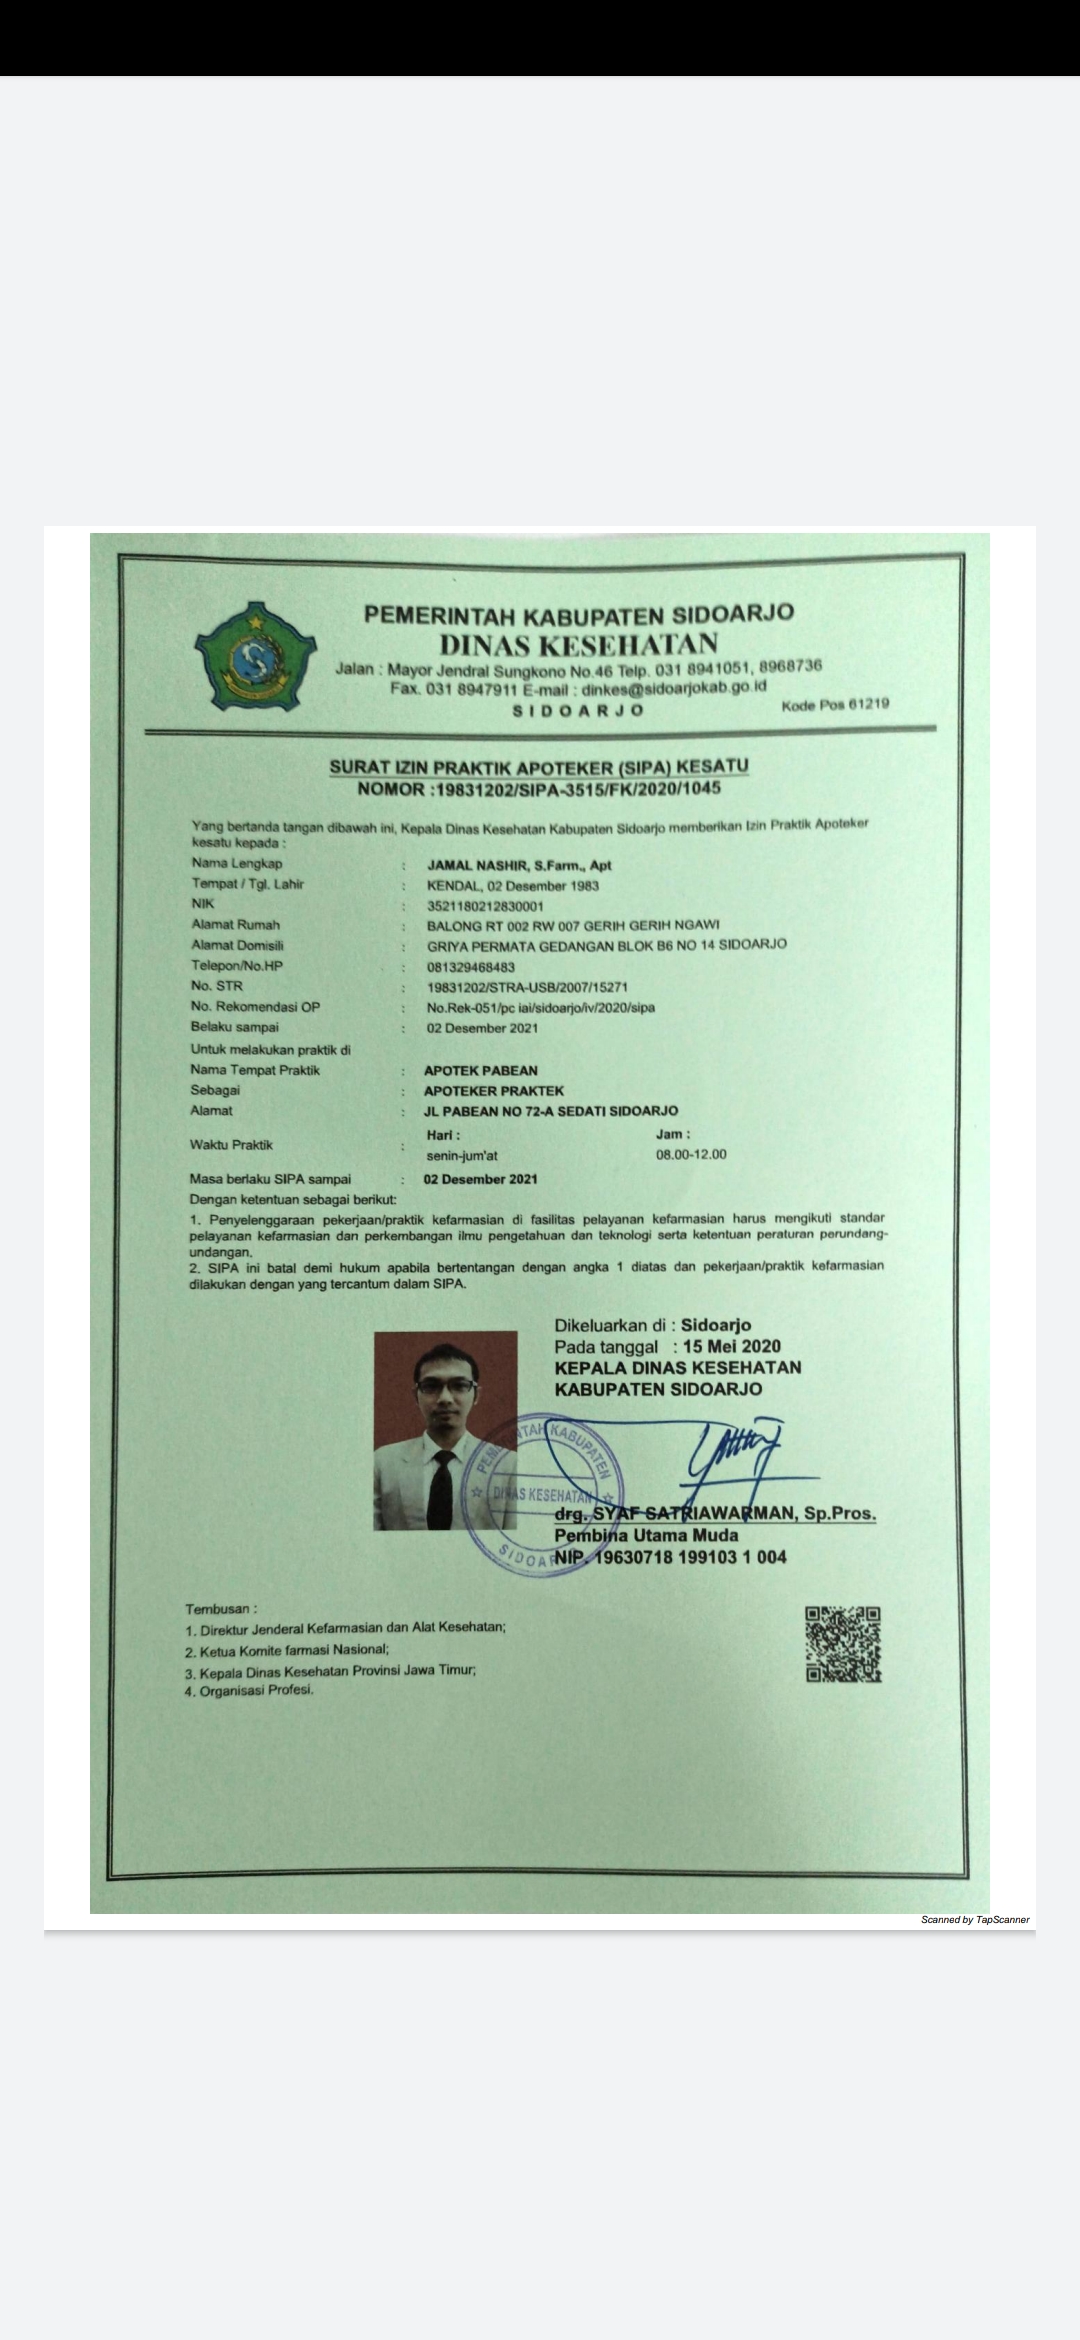 PEMERINTAH KABUPATEN SIDOARJO
DINAS KESEHATAN
Jalan : Mayor Jendral Sungkono No.46 Telp. 031 8941051, 8968736
Fax. 031 8947911 E-mail : dinkes@sidoarjokab.go.id
SIDOARJO
Kode Pos 61219
SURAT IZIN PRAKTIK APOTEKER (SIPA) KESATU
NOMOR :19831202/SIPA-3515/FK/2020/1045
Yang bertanda tangan dibawah ini, Kepala Dinas Kesehatan Kabupaten Sidoarjo memberikan Izin Praktik Apoteker
kesatu kepada :
Nama Lengkap : JAMAL NASHIR, S.Farm., Apt
Tempat / Tgl. Lahir : KENDAL, 02 Desember 1983
NIK : 3521180212830001
Alamat Rumah : BALONG RT 002 RW 007 GERIH GERIH NGAWI
Alamat Domisili : GRIYA PERMATA GEDANGAN BLOK B6 NO 14 SIDOARJO
Telepon/No.HP : 081329468483
No. STR : 19831202/STRA-USB/2007/15271
No. Rekomendasi OP : No.Rek-051/pc iai/sidoarjo/iv/2020/sipa
Belaku sampai : 02 Desember 2021
Untuk melakukan praktik di
Nama Tempat Praktik : APOTEK PABEAN
Sebagai : APOTEKER PRAKTEK
Alamat : JL PABEAN NO 72-A SEDATI SIDOARJO
Hari : Jam :
Waktu Praktik : senin-jum'at 08.00-12.00
Masa berlaku SIPA sampai : 02 Desember 2021
Dengan ketentuan sebagai berikut:
1. Penyelenggaraan pekerjaan/praktik kefarmasian di fasilitas pelayanan kefarmasian harus mengikuti standar
pelayanan kefarmasian dan perkembangan ilmu pengetahuan dan teknologi serta ketentuan peraturan perundang-
undangan.
2. SIPA ini batal demi hukum apabila bertentangan dengan angka 1 diatas dan pekerjaan/praktik kefarmasian
dilakukan dengan yang tercantum dalam SIPA.
Dikeluarkan di : Sidoarjo
Pada tanggal : 15 Mei 2020
KEPALA DINAS KESEHATAN
KABUPATEN SIDOARJO
PEMERINTAH KABUPATEN
DINAS KESEHATAN
SIDOARJO
drg. SYAF SATRIAWARMAN, Sp.Pros.
Pembina Utama Muda
NIP. 19630718 199103 1 004
Tembusan :
1. Direktur Jenderal Kefarmasian dan Alat Kesehatan;
2. Ketua Komite farmasi Nasional;
3. Kepala Dinas Kesehatan Provinsi Jawa Timur;
4. Organisasi Profesi.
Scanned by TapScanner